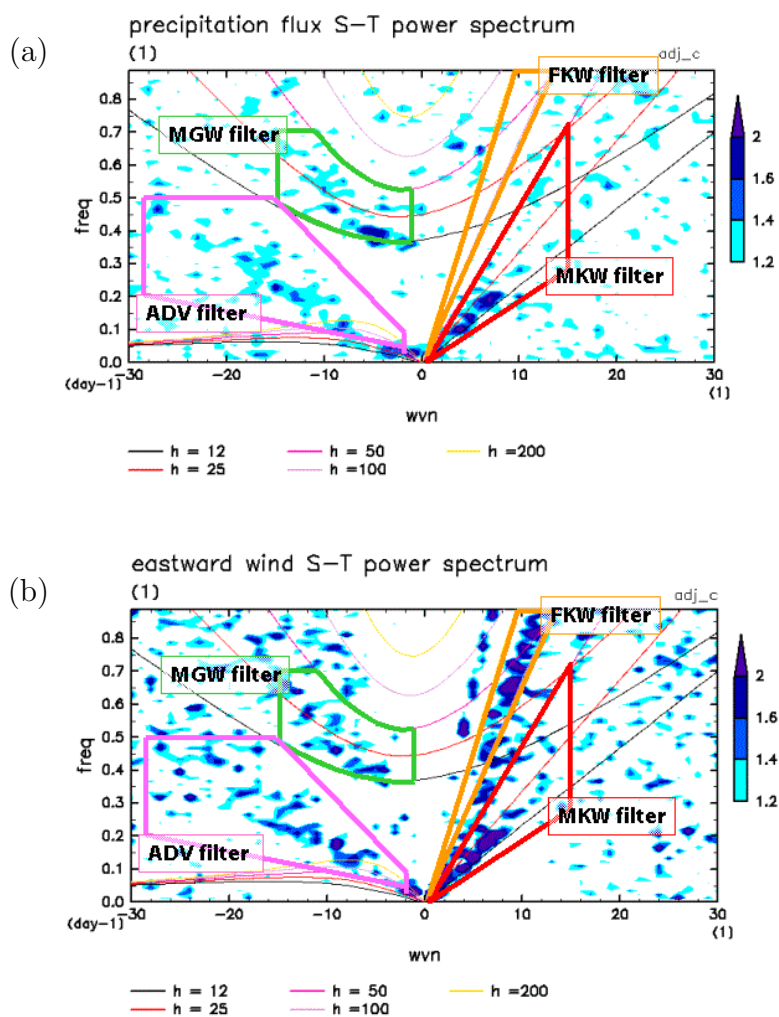 (a)
precipitation flux S-T power spectrum
(1)
adj_c
FKW filter
MGW filter
MKW filter
ADV filter
freq
0.8
0.7
0.6
0.5
0.4
0.3
0.2
0.1
0.0
-30 -20 -10 0 10 20 30
(day-1)
(1)
wvn
2
1.6
1.4
1.2
h = 12
h = 50
h =200
h = 25
h =100
(b)
eastward wind S-T power spectrum
(1)
adj_c
FKW filter
MGW filter
MKW filter
ADV filter
freq
0.8
0.7
0.6
0.5
0.4
0.3
0.2
0.1
0.0
-30 -20 -10 0 10 20 30
(day-1)
(1)
wvn
2
1.6
1.4
1.2
h = 12
h = 50
h =200
h = 25
h =100